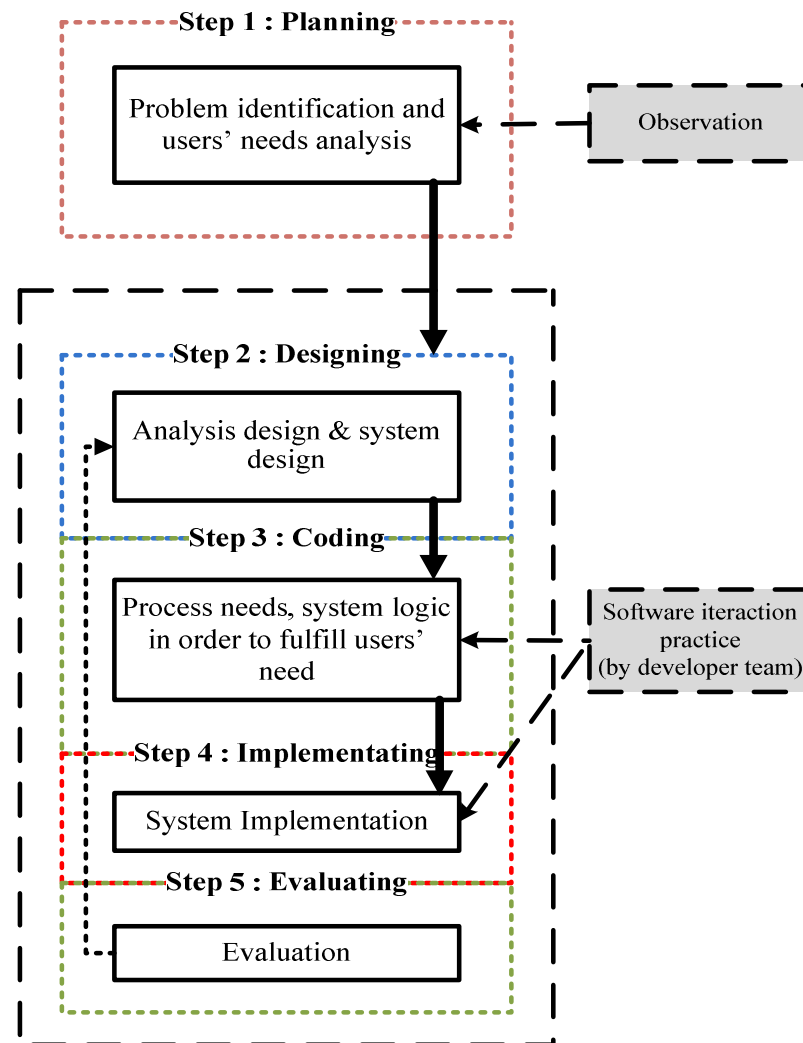 Step 1 : Planning
Problem identification and
users’ needs analysis
Observation
Step 2 : Designing
Analysis design & system
design
Step 3 : Coding
Process needs, system logic
in order to fulfill users’
need
Software iteraction
practice
(by developer team)
Step 4 : Implementating
System Implementation
Step 5 : Evaluating
Evaluation